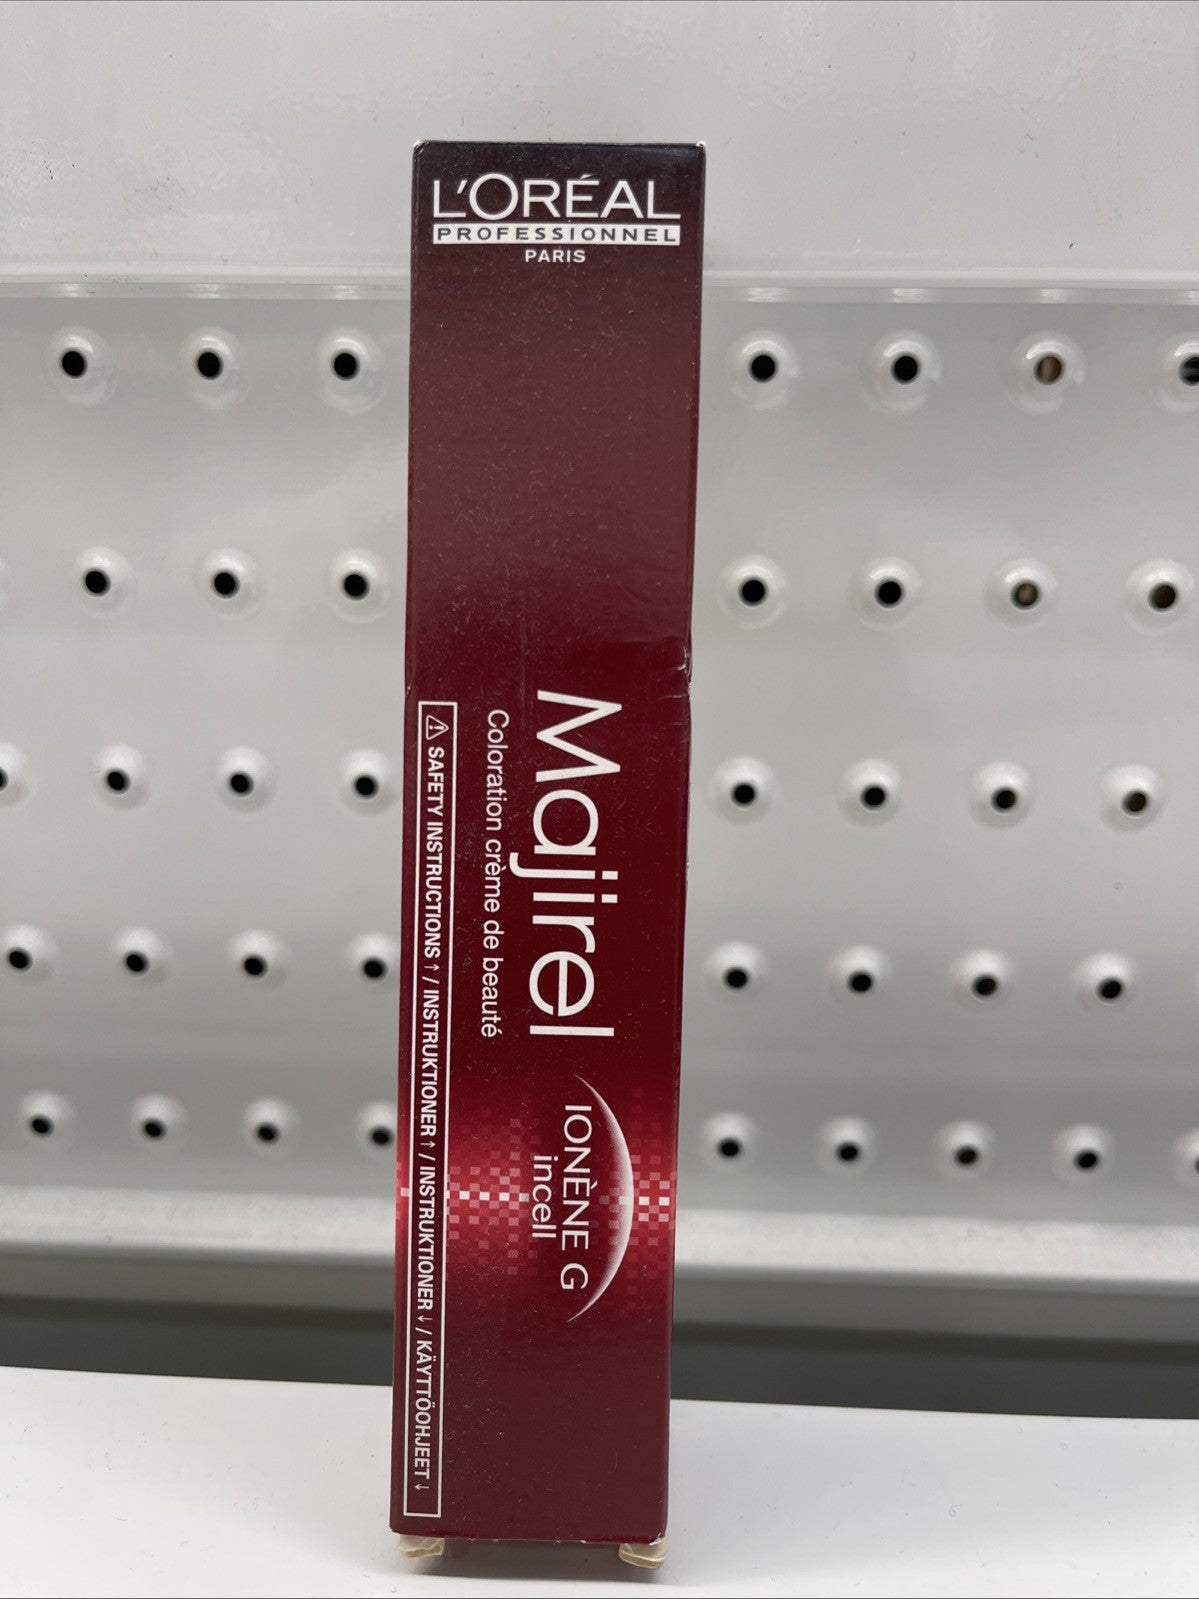 L'ORÉAL
PROFESSIONNEL
PARIS
Majirel
Coloration crème de beauté
IONÈNE G
incell
⚠ SAFETY INSTRUCTIONS ↑ / INSTRUKTIONER ↑ / INSTRUKTIONER ↓ / KÄYTTÖOHJEET ↓